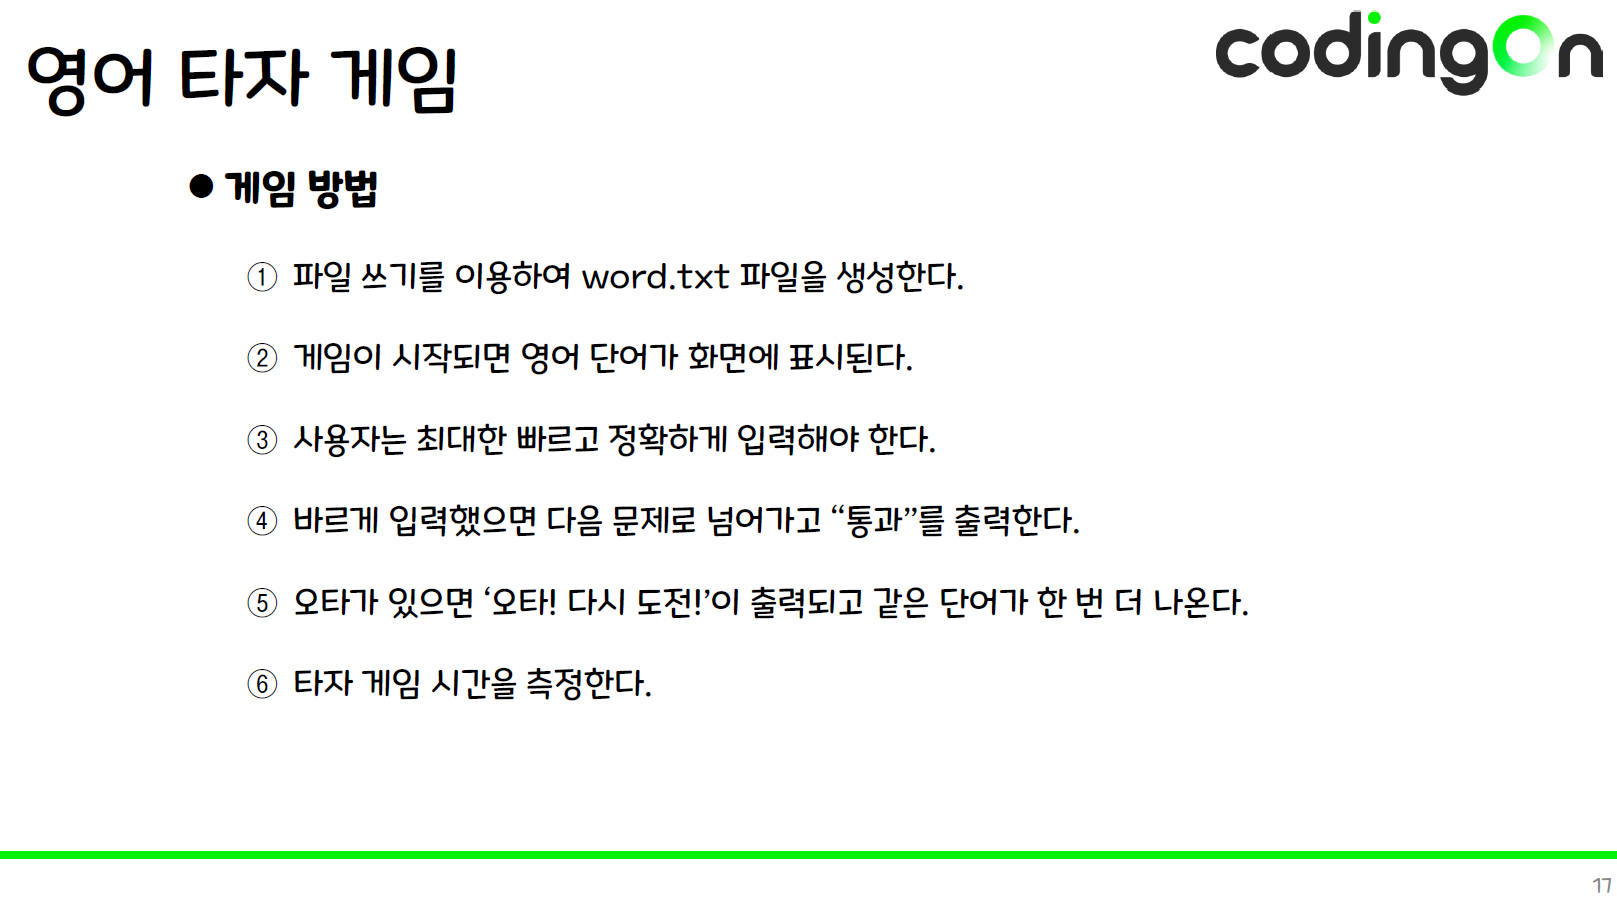 영어 타자 게임
codingOn
● 게임 방법
① 파일 쓰기를 이용하여 word.txt 파일을 생성한다.
② 게임이 시작되면 영어 단어가 화면에 표시된다.
③ 사용자는 최대한 빠르고 정확하게 입력해야 한다.
④ 바르게 입력했으면 다음 문제로 넘어가고 “통과”를 출력한다.
⑤ 오타가 있으면 ‘오타! 다시 도전!’이 출력되고 같은 단어가 한 번 더 나온다.
⑥ 타자 게임 시간을 측정한다.
17